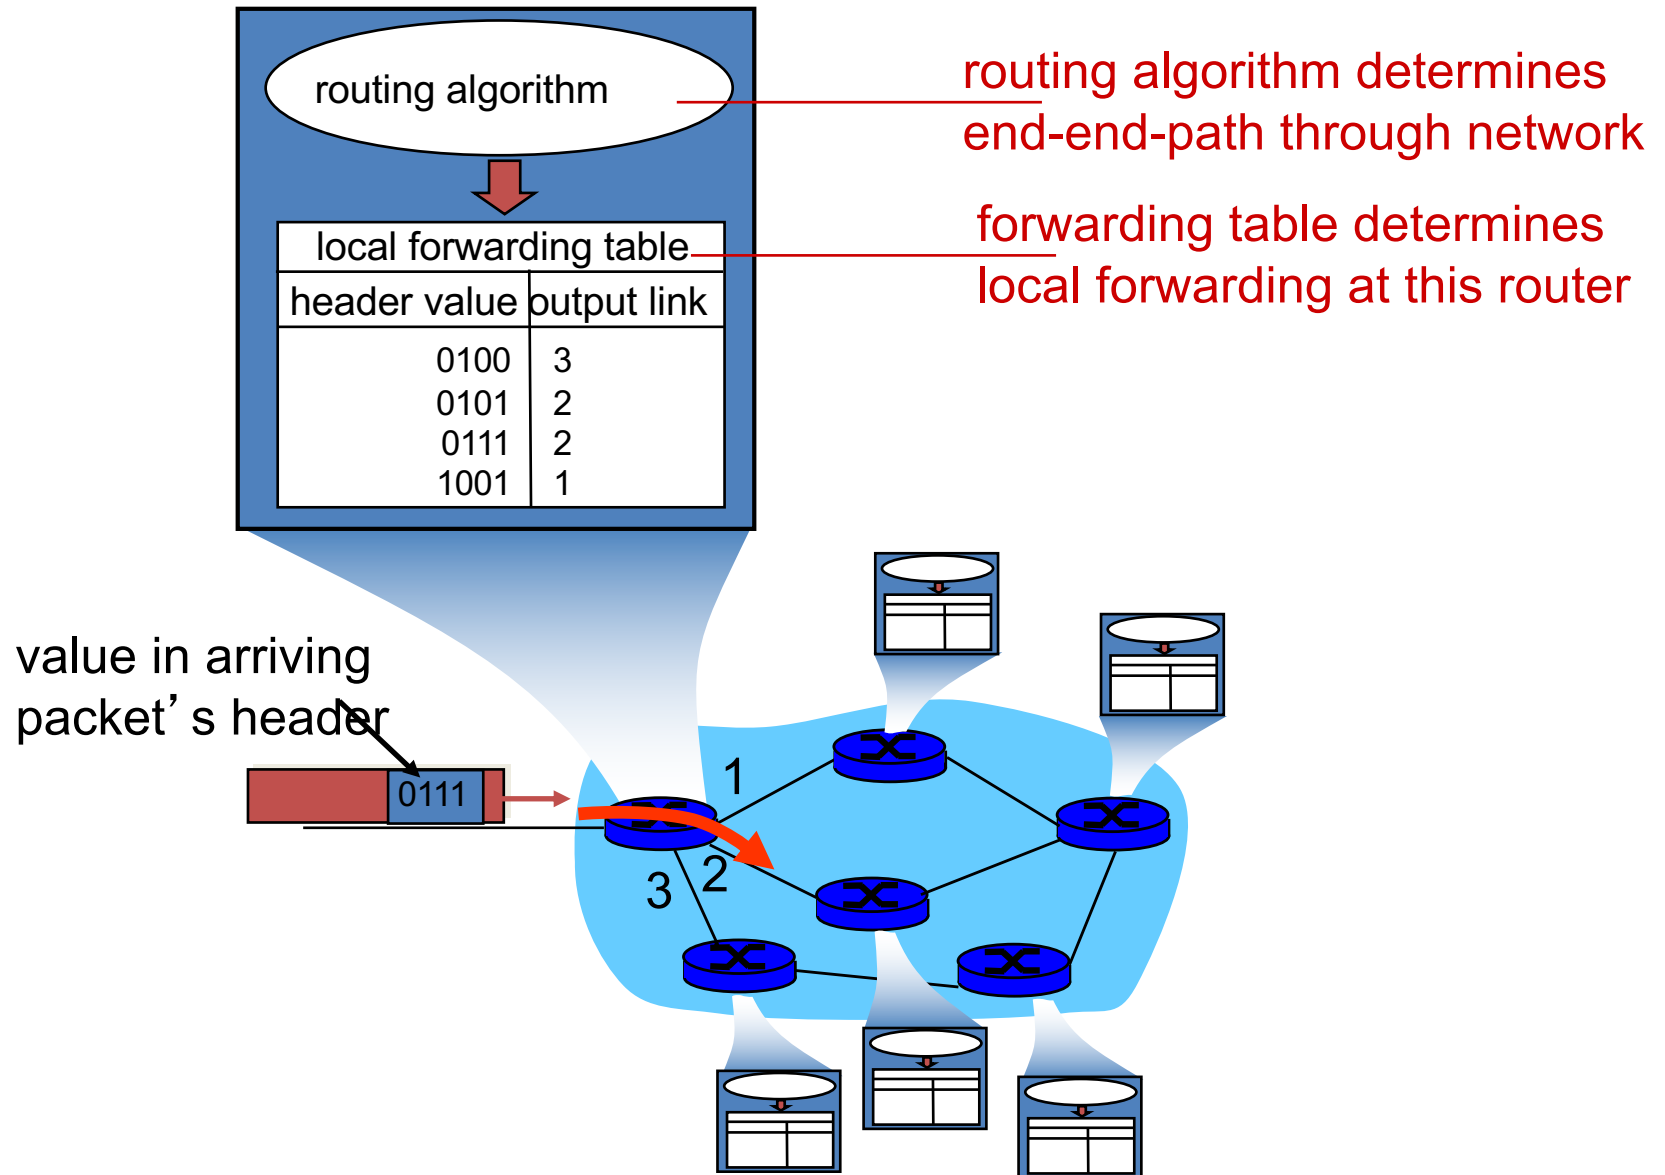 routing algorithm
routing algorithm determines
end-end-path through network
local forwarding table
forwarding table determines
local forwarding at this router
header value output link
0100 3
0101 2
0111 2
1001 1
value in arriving
packet’ s header
0111
1
2
3